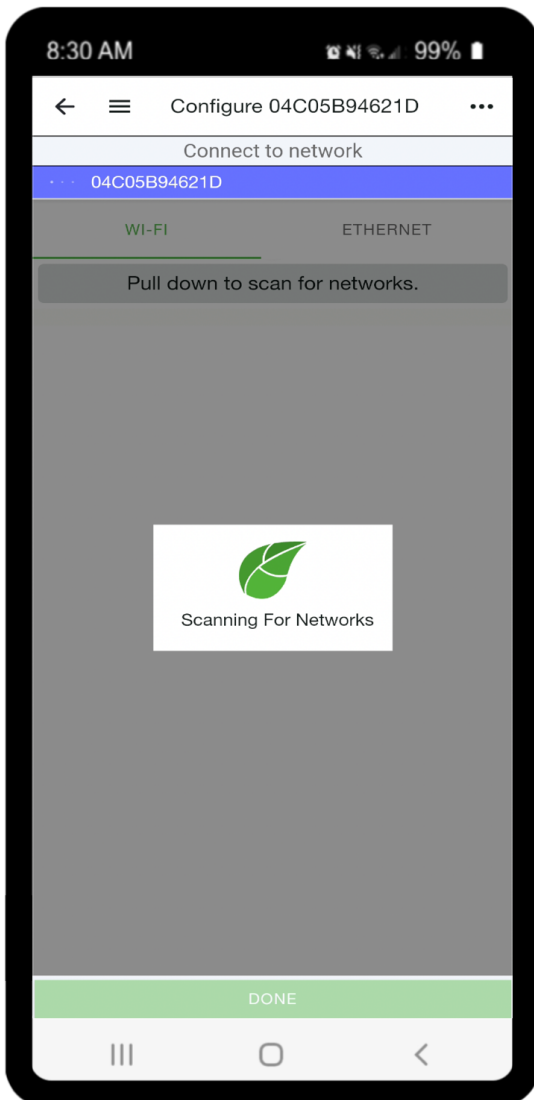 8:30 AM 99%
Configure 04C05B94621D
Connect to network
04C05B94621D
WI-FI ETHERNET
Pull down to scan for networks.
Scanning For Networks
DONE